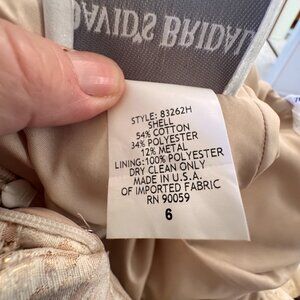 DAVID'S BRIDAL
STYLE: 83262H
SHELL
54% COTTON
34% POLYESTER
12% METAL
LINING:100% POLYESTER
DRY CLEAN ONLY
MADE IN U.S.A.
OF IMPORTED FABRIC
RN 90059
6